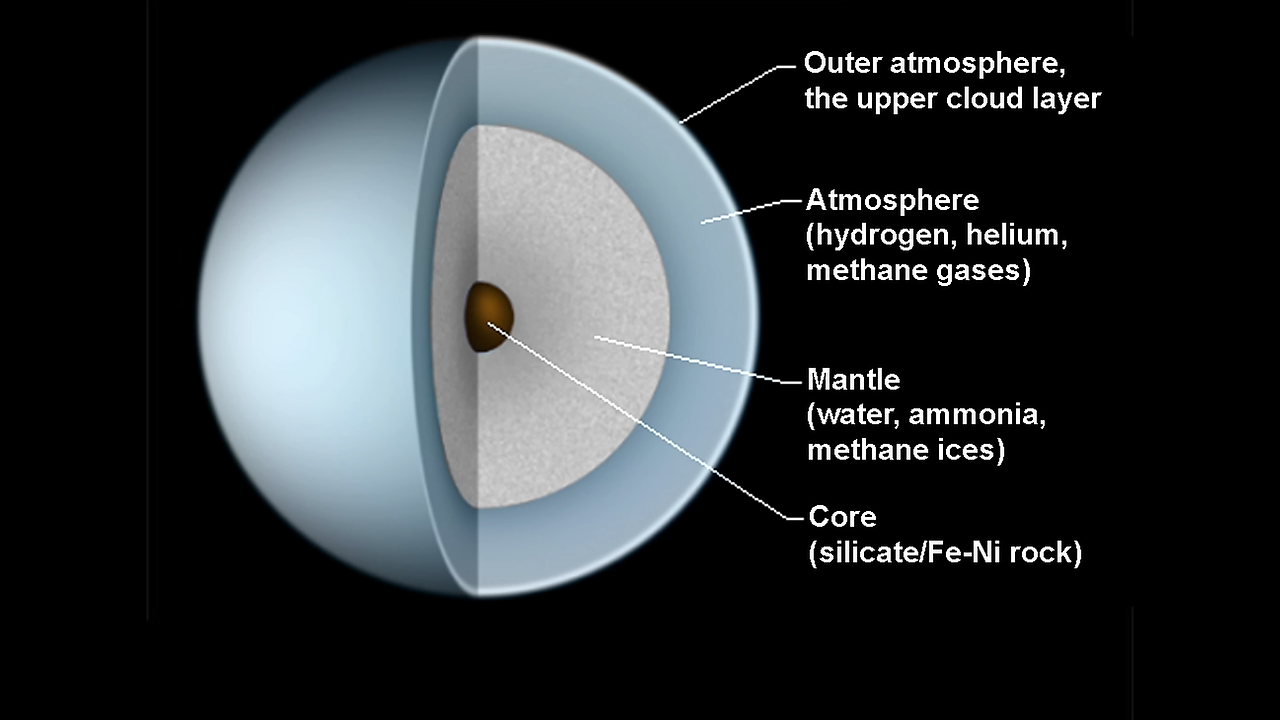 Outer atmosphere,
the upper cloud layer
Atmosphere
(hydrogen, helium,
methane gases)
Mantle
(water, ammonia,
methane ices)
Core
(silicate/Fe-Ni rock)